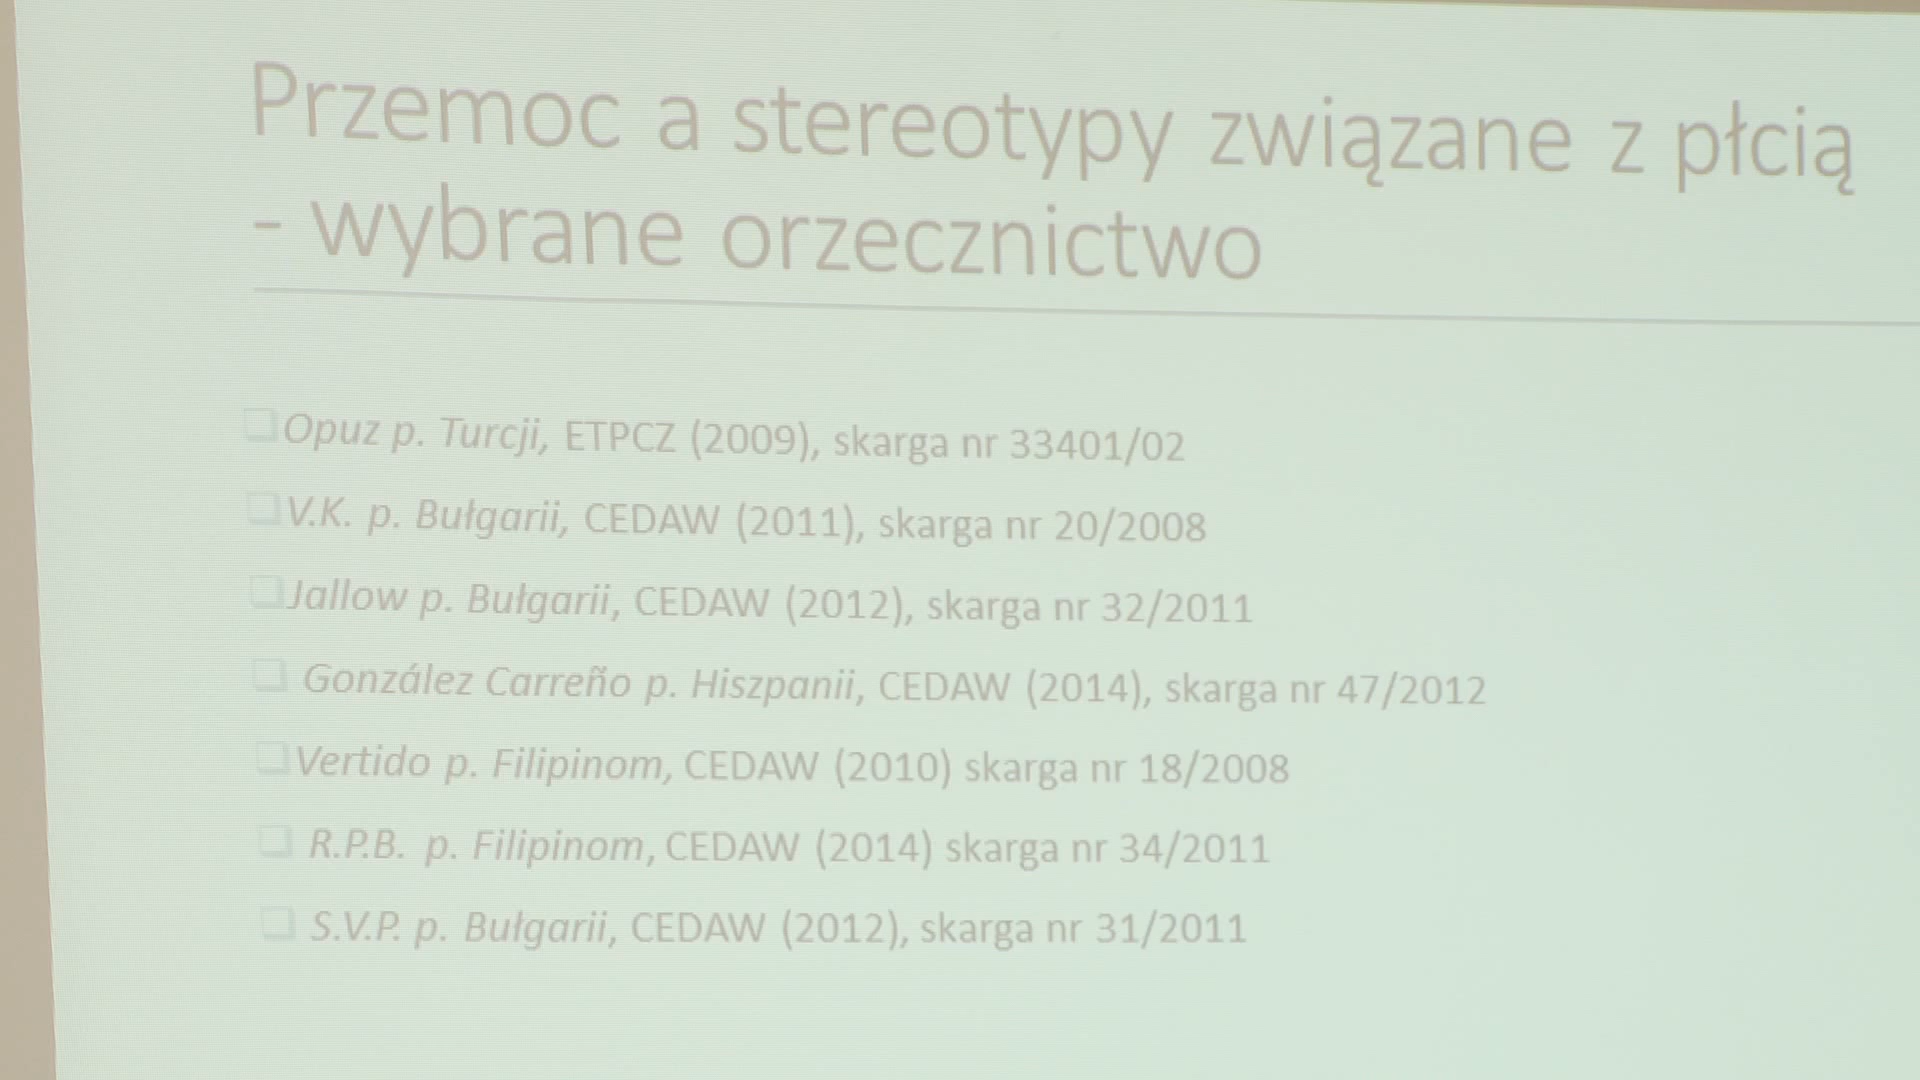 Przemoc a stereotypy związane z płcią
- wybrane orzecznictwo
Opuz p. Turcji, ETPCZ (2009), skarga nr 33401/02
V.K. p. Bułgarii, CEDAW (2011), skarga nr 20/2008
Jallow p. Bułgarii, CEDAW (2012), skarga nr 32/2011
González Carreño p. Hiszpanii, CEDAW (2014), skarga nr 47/2012
Vertido p. Filipinom, CEDAW (2010) skarga nr 18/2008
R.P.B. p. Filipinom, CEDAW (2014) skarga nr 34/2011
S.V.P. p. Bułgarii, CEDAW (2012), skarga nr 31/2011